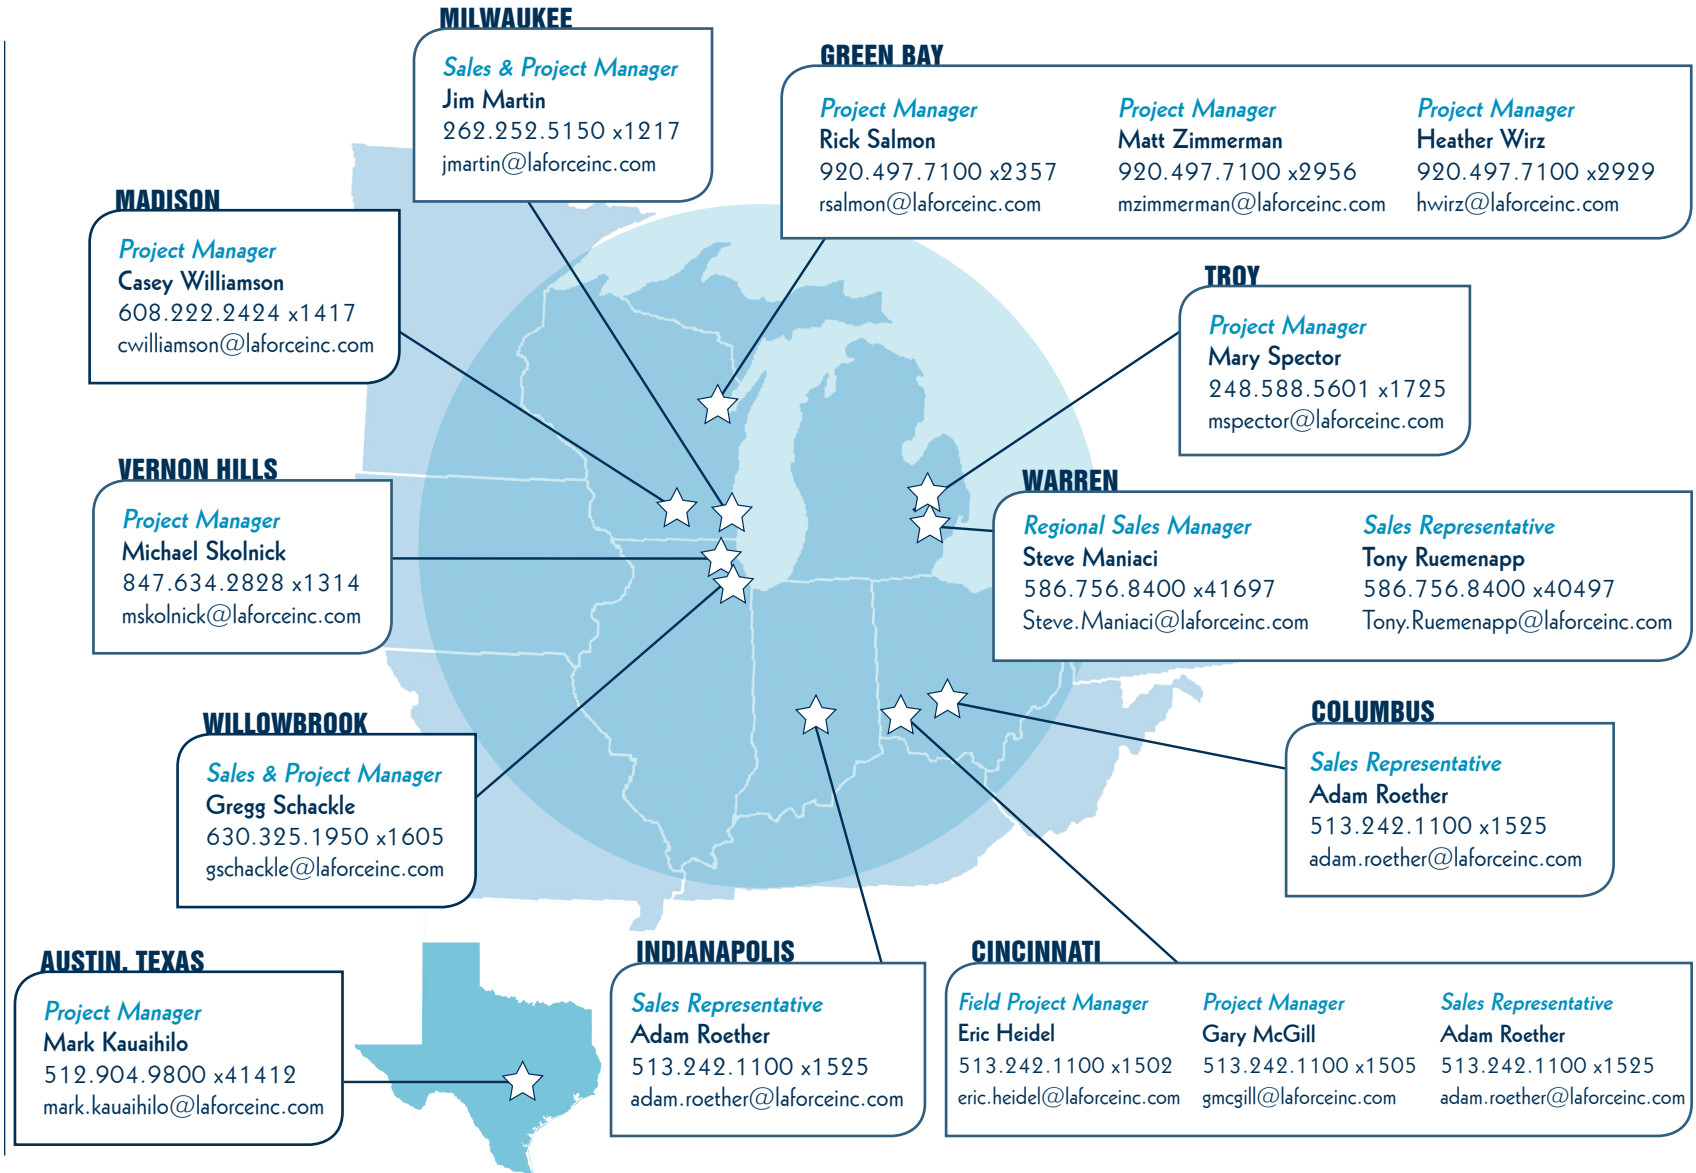 MILWAUKEE
Sales & Project Manager
Jim Martin
262.252.5150 x1217
jmartin@laforceinc.com
GREEN BAY
Project Manager
Rick Salmon
920.497.7100 x2357
rsalmon@laforceinc.com
Project Manager
Matt Zimmerman
920.497.7100 x2956
mzimmerman@laforceinc.com
Project Manager
Heather Wirz
920.497.7100 x2929
hwirz@laforceinc.com
MADISON
Project Manager
Casey Williamson
608.222.2424 x1417
cwilliamson@laforceinc.com
TROY
Project Manager
Mary Spector
248.588.5601 x1725
mspector@laforceinc.com
VERNON HILLS
Project Manager
Michael Skolnick
847.634.2828 x1314
mskolnick@laforceinc.com
WARREN
Regional Sales Manager
Steve Maniaci
586.756.8400 x41697
Steve.Maniaci@laforceinc.com
Sales Representative
Tony Ruemenapp
586.756.8400 x40497
Tony.Ruemenapp@laforceinc.com
WILLOWBROOK
Sales & Project Manager
Gregg Schackle
630.325.1950 x1605
gschackle@laforceinc.com
COLUMBUS
Sales Representative
Adam Roether
513.242.1100 x1525
adam.roether@laforceinc.com
AUSTIN, TEXAS
Project Manager
Mark Kauaihilo
512.904.9800 x41412
mark.kauaihilo@laforceinc.com
INDIANAPOLIS
Sales Representative
Adam Roether
513.242.1100 x1525
adam.roether@laforceinc.com
CINCINNATI
Field Project Manager
Eric Heidel
513.242.1100 x1502
eric.heidel@laforceinc.com
Project Manager
Gary McGill
513.242.1100 x1505
gmcgill@laforceinc.com
Sales Representative
Adam Roether
513.242.1100 x1525
adam.roether@laforceinc.com